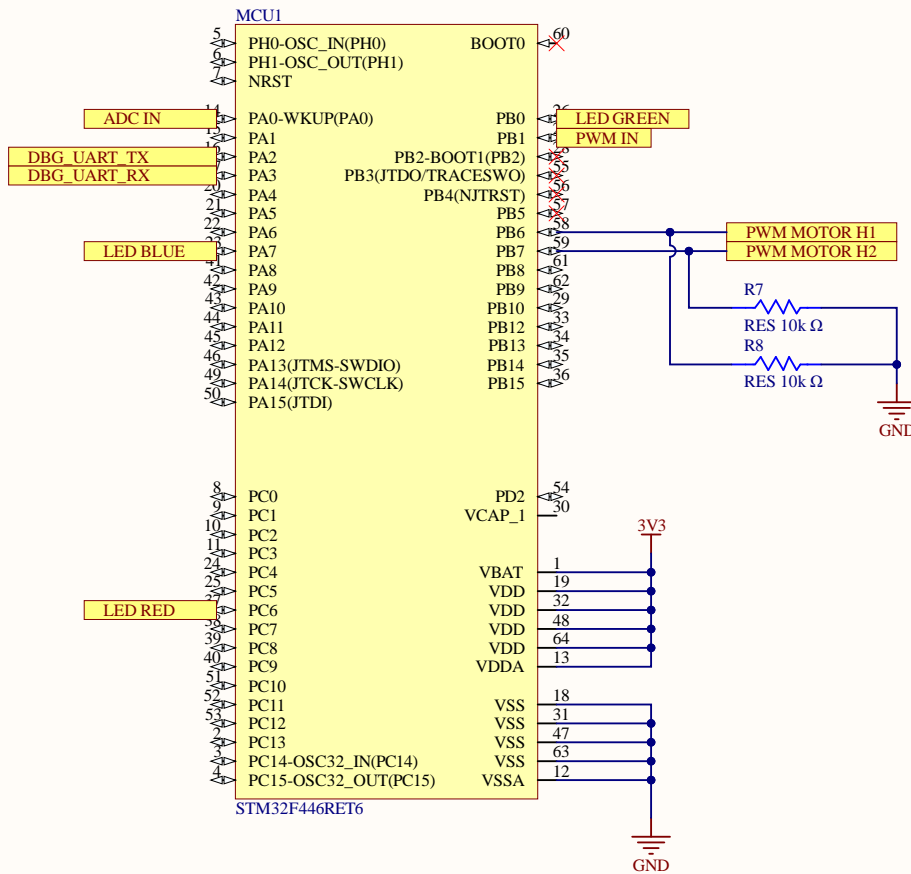 MCU1
5 PH0-OSC_IN(PH0) BOOT0 60
6 PH1-OSC_OUT(PH1)
7 NRST
ADC IN 14 PA0-WKUP(PA0) PB0 26 LED GREEN
15 PA1 PB1 PWM IN
DBG_UART_TX 16 PA2 PB2-BOOT1(PB2) 28
DBG_UART_RX PA3 PB3(JTDO/TRACESWO) 55
20 PA4 PB4(NJTRST) 56
21 PA5 PB5 57
22 PA6 PB6 58 PWM MOTOR H1
LED BLUE 23 PA7 PB7 59 PWM MOTOR H2
41 PA8 PB8 61
42 PA9 PB9 62
43 PA10 PB10 29
44 PA11 PB12 33
45 PA12 PB13 34
46 PA13(JTMS-SWDIO) PB14 35
49 PA14(JTCK-SWCLK) PB15 36
50 PA15(JTDI)
R7
RES 10k Ω
R8
RES 10k Ω
GND
8 PC0 PD2 54
9 PC1 VCAP_1 30
10 PC2
11 PC3
24 PC4 VBAT 1
25 PC5 VDD 19
LED RED 37 PC6 VDD 32
38 PC7 VDD 48
39 PC8 VDD 64
40 PC9 VDDA 13
51 PC10
52 PC11 VSS 18
53 PC12 VSS 31
2 PC13 VSS 47
3 PC14-OSC32_IN(PC14) VSS 63
4 PC15-OSC32_OUT(PC15) VSSA 12
3V3
STM32F446RET6
GND